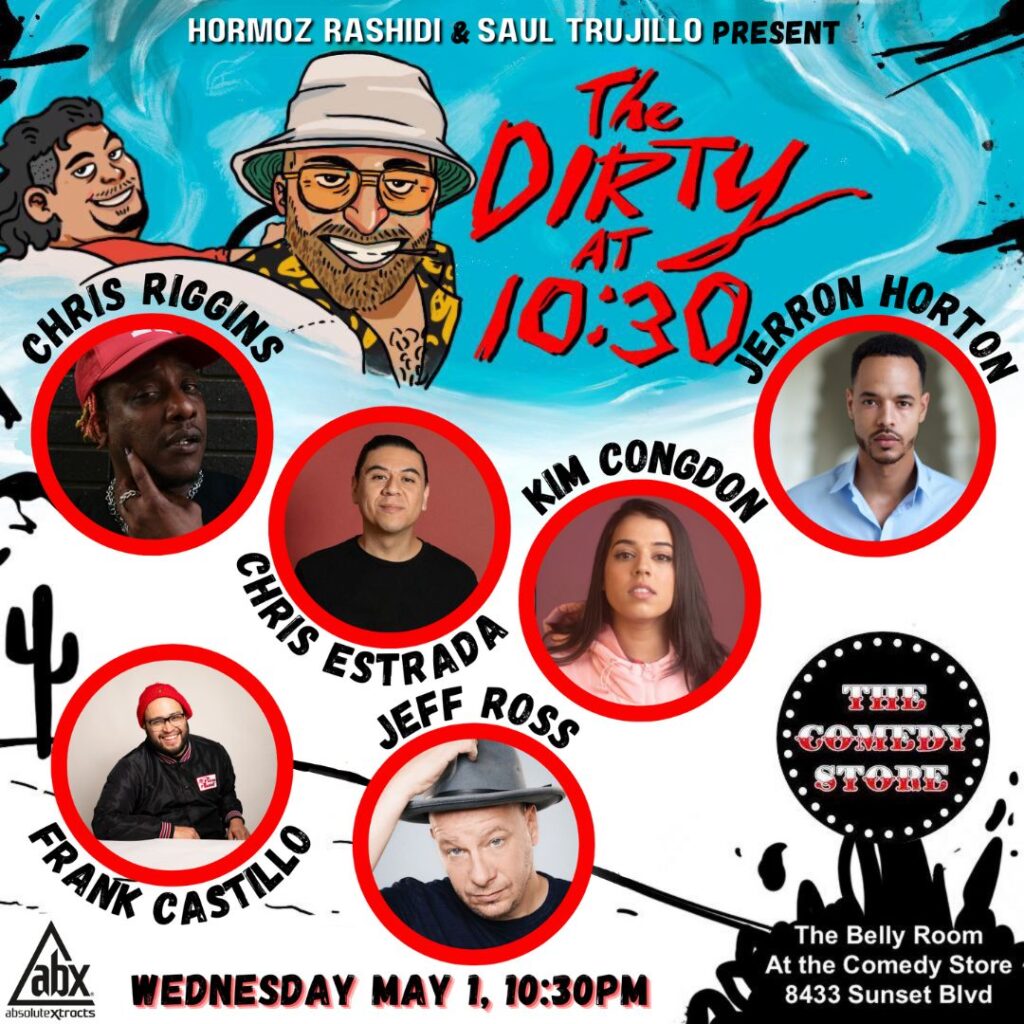 HORMOZ RASHIDI & SAUL TRUJILLO PRESENT
The
DIRTY
AT
10:30
CHRIS RIGGINS
JERRON HORTON
KIM CONGDON
CHRIS ESTRADA
JEFF ROSS
FRANK CASTILLO
THE
COMEDY
STORE
The Belly Room
At the Comedy Store
8433 Sunset Blvd
abx
absoluteXtracts
WEDNESDAY MAY 1, 10:30PM